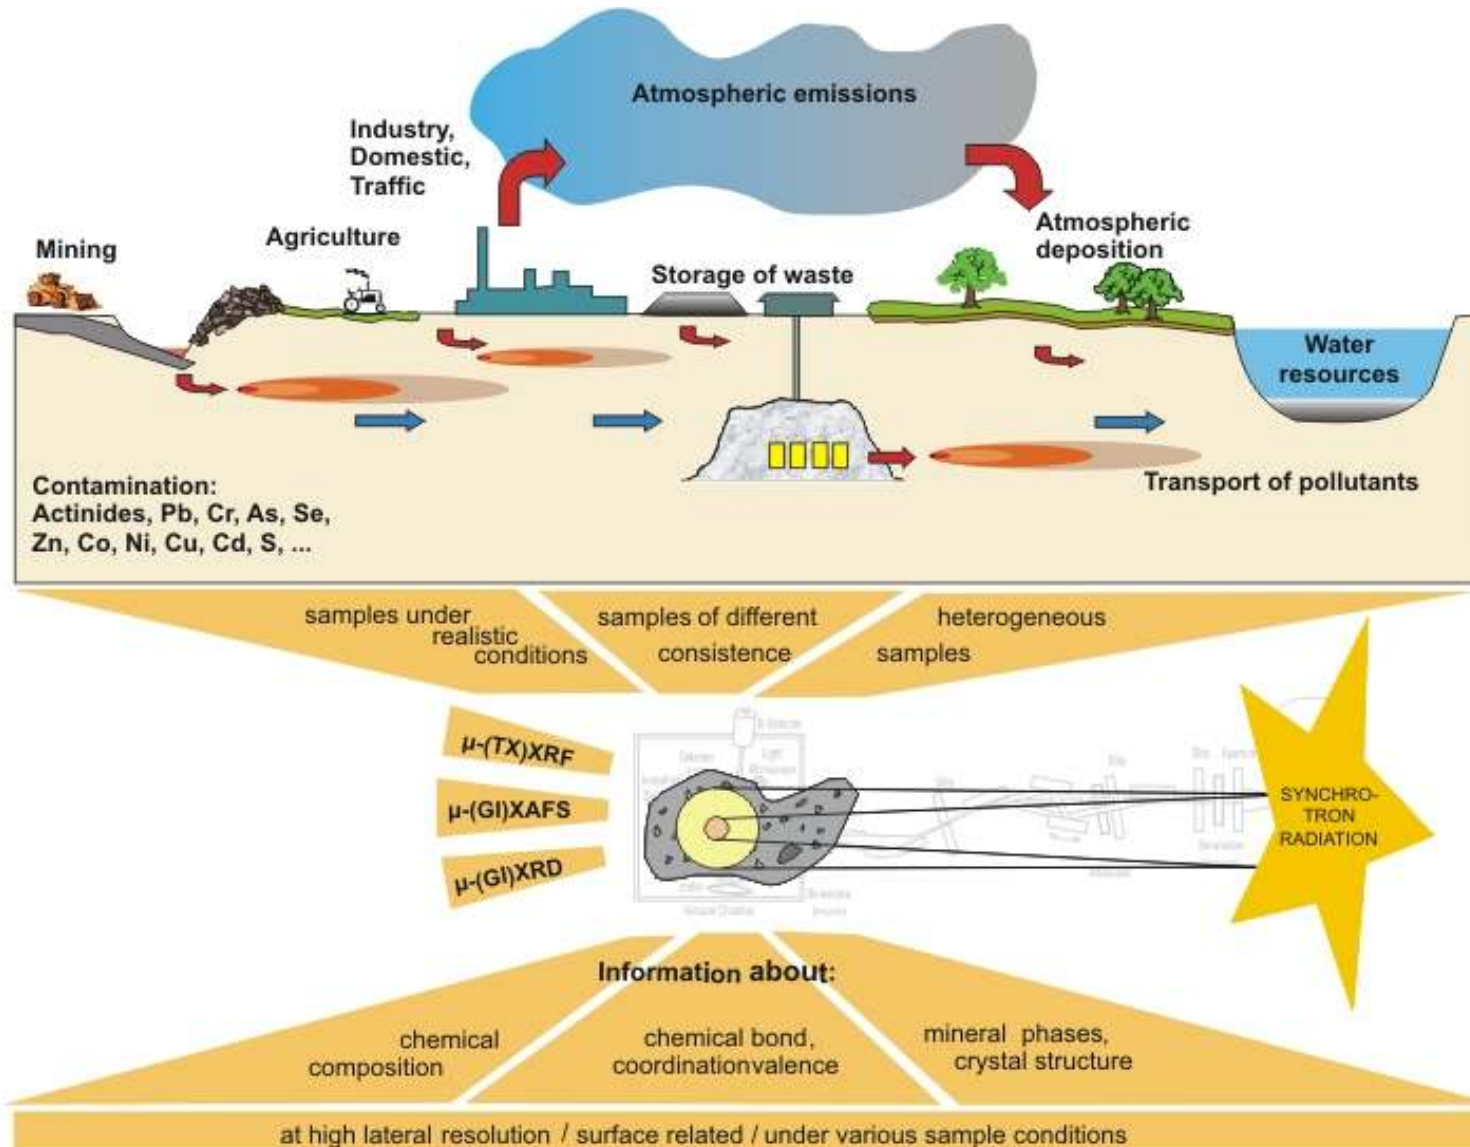 Atmospheric emissions
Industry,
Domestic,
Traffic
Mining
Agriculture
Storage of waste
Atmospheric
deposition
Water
resources
Contamination:
Actinides, Pb, Cr, As, Se,
Zn, Co, Ni, Cu, Cd, S, ...
Transport of pollutants
samples under
realistic
conditions
samples of different
consistence
heterogeneous
samples
µ-(TX)XRF
µ-(GI)XAFS
µ-(GI)XRD
SYNCHRO-
TRON
RADIATION
Information about:
chemical
composition
chemical bond,
coordinationvalence
mineral phases,
crystal structure
at high lateral resolution / surface related / under various sample conditions